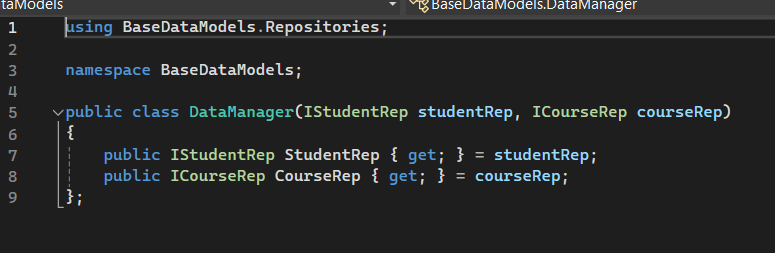 taModels
BaseDataModels.DataManager
1 using BaseDataModels.Repositories;
2
3 namespace BaseDataModels;
4
5 public class DataManager(IStudentRep studentRep, ICourseRep courseRep)
6 {
7 public IStudentRep StudentRep { get; } = studentRep;
8 public ICourseRep CourseRep { get; } = courseRep;
9 };